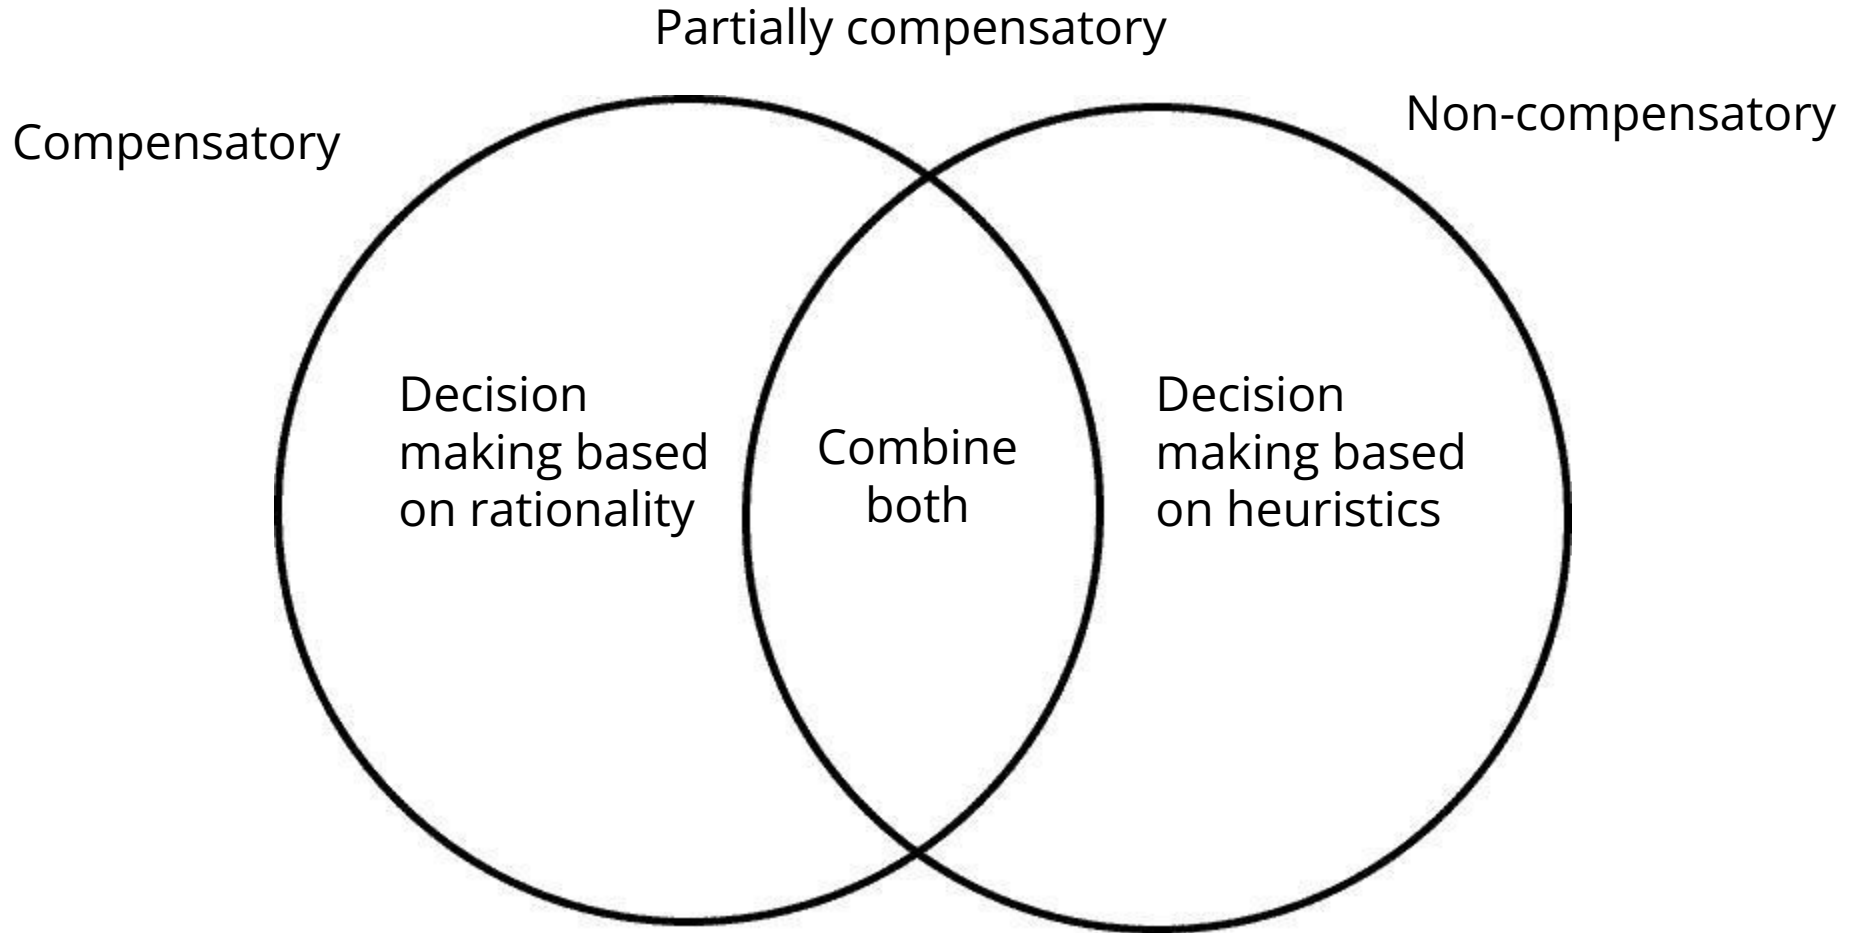 Partially compensatory
Compensatory
Non-compensatory
Decision
making based
on rationality
Combine
both
Decision
making based
on heuristics